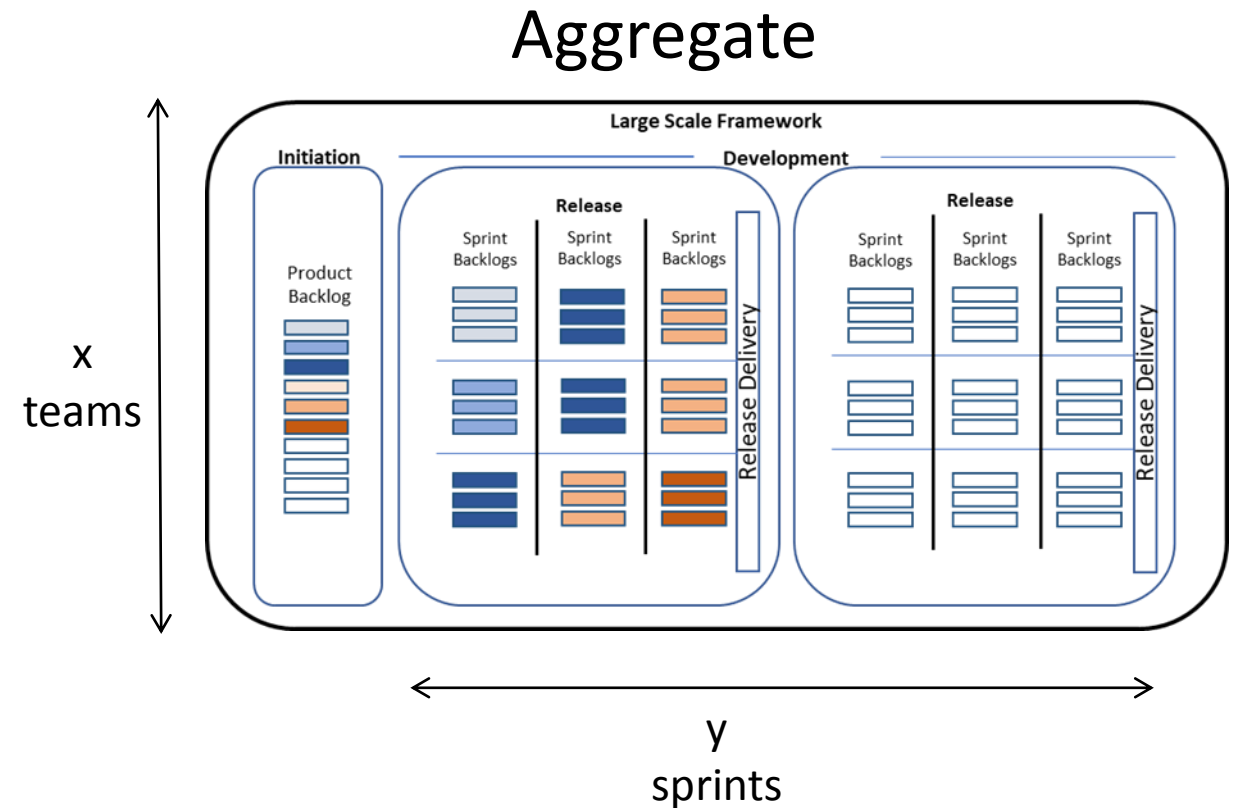 Aggregate
Large Scale Framework
Initiation
Development
Product
Backlog
Release
Sprint
Backlogs
Sprint
Backlogs
Sprint
Backlogs
Release Delivery
Release
Sprint
Backlogs
Sprint
Backlogs
Sprint
Backlogs
Release Delivery
x
teams
y
sprints